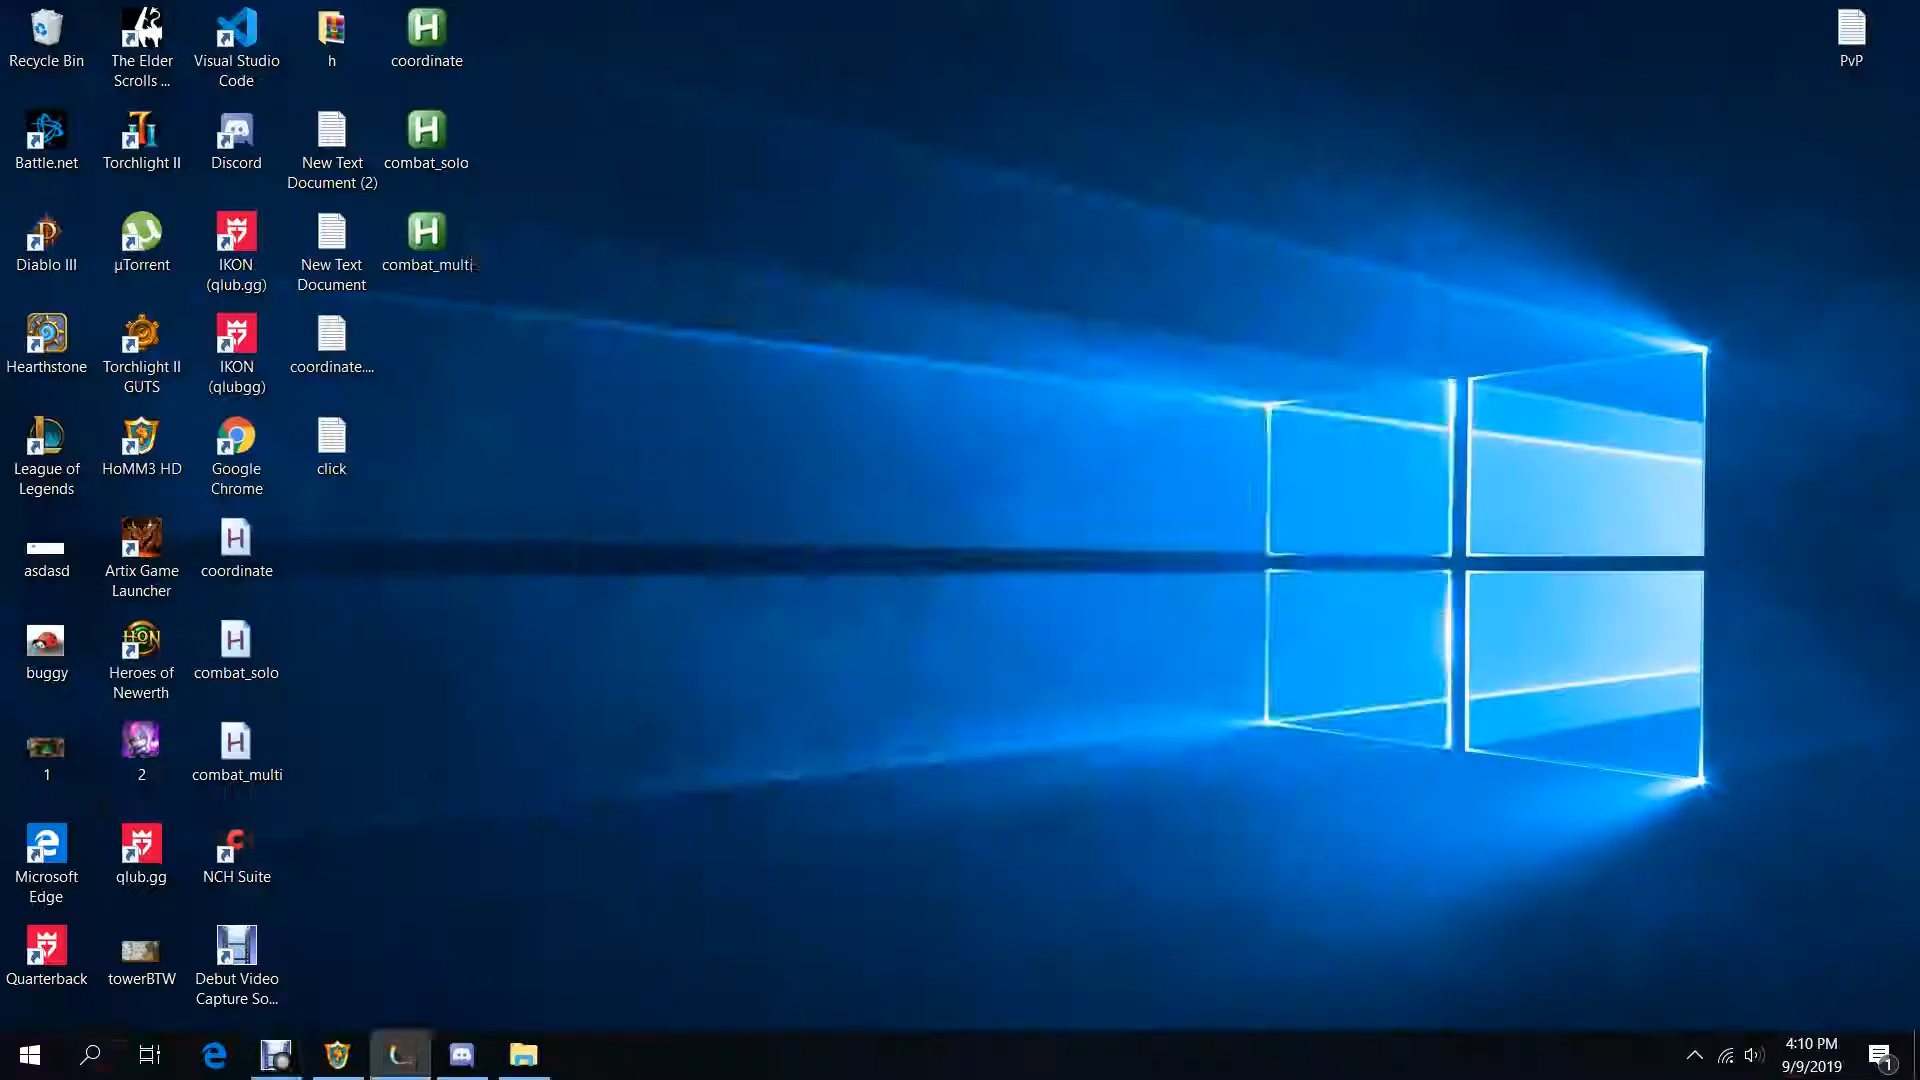 Recycle Bin
The Elder
Scrolls ...
Visual Studio
Code
h
coordinate
PvP
Battle.net
Torchlight II
Discord
New Text
Document (2)
combat_solo
Diablo III
µTorrent
IKON
(qlub.gg)
New Text
Document
combat_multi
Hearthstone
Torchlight II
GUTS
IKON
(qlubgg)
coordinate....
League of
Legends
HoMM3 HD
Google
Chrome
click
asdasd
Artix Game
Launcher
coordinate
buggy
Heroes of
Newerth
combat_solo
1
2
combat_multi
Microsoft
Edge
qlub.gg
NCH Suite
Quarterback
towerBTW
Debut Video
Capture So...
4:10 PM
9/9/2019
1